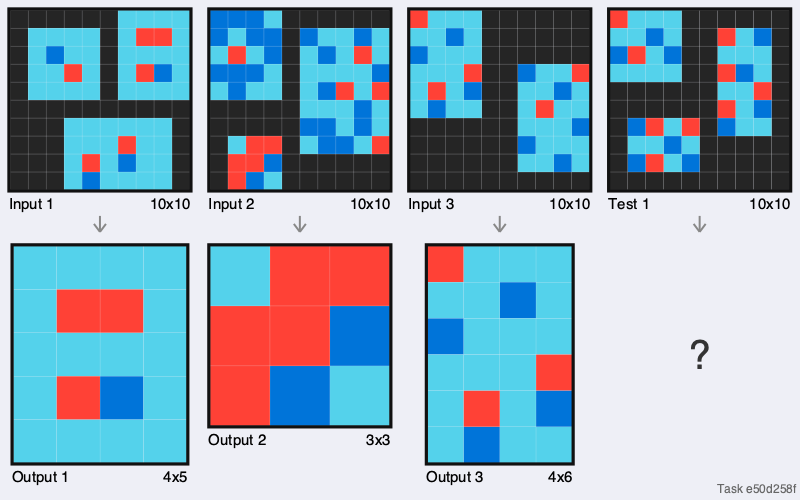 Input 1 10x10
Input 2 10x10
Input 3 10x10
Test 1 10x10
?
Output 1 4x5
Output 2 3x3
Output 3 4x6
Task e50d258f